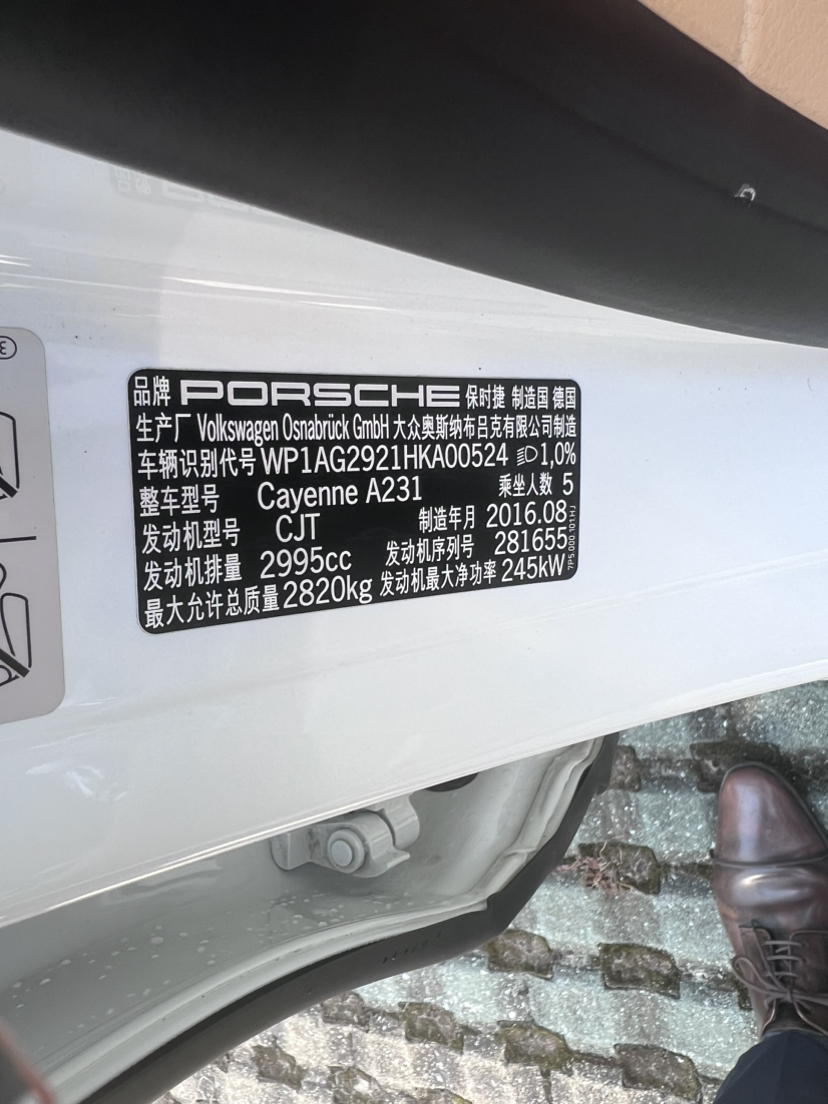 品牌 PORSCHE 保时捷 制造国 德国
生产厂 Volkswagen Osnabrück GmbH 大众奥斯纳布吕克有限公司制造
车辆识别代号 WP1AG2921HKA00524 1,0%
整车型号 Cayenne A231 乘坐人数 5
发动机型号 CJT 制造年月 2016.08
发动机排量 2995cc 发动机序列号 281655
最大允许总质量 2820kg 发动机最大净功率 245kW
7P5.000.101HJ